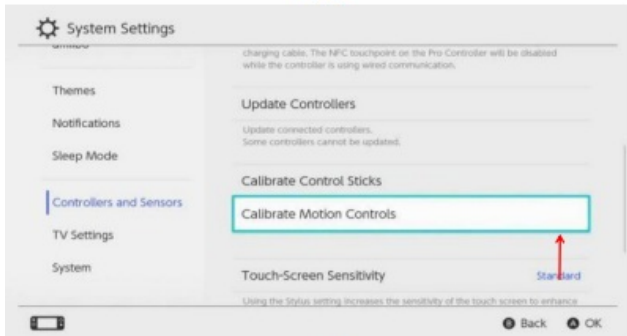 System Settings
amiibo
charging cable. The NFC touchpoint on the Pro Controller will be disabled
while the controller is using wired communication.
Themes
Update Controllers
Notifications
Update connected controllers.
Some controllers cannot be updated.
Sleep Mode
Calibrate Control Sticks
Controllers and Sensors
Calibrate Motion Controls
TV Settings
System
Touch-Screen Sensitivity
Standard
Using the Stylus setting increases the sensitivity of the touch screen to enhance
B Back
A OK